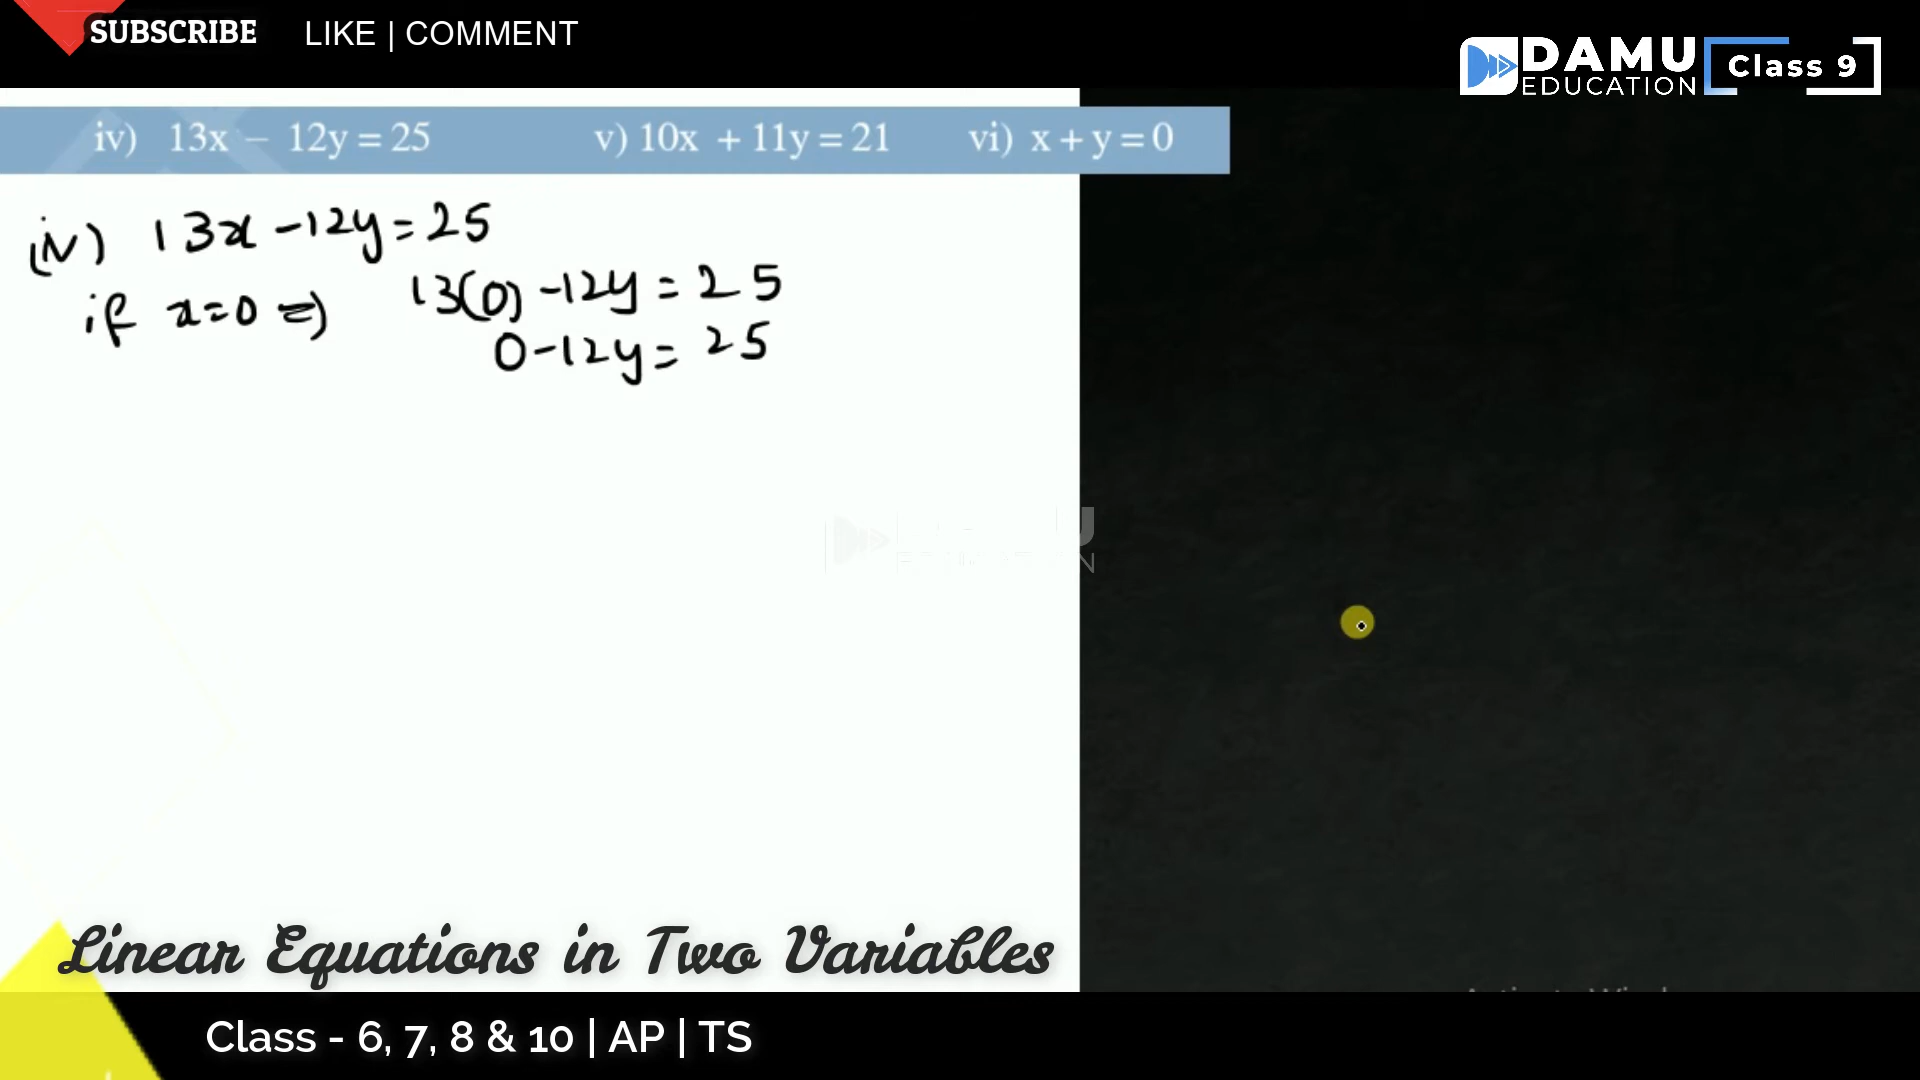 SUBSCRIBE LIKE | COMMENT
DAMU EDUCATION Class 9
iv) 13x − 12y = 25 v) 10x + 11y = 21 vi) x + y = 0
(iv) 13x - 12y = 25
if x=0 ⇒ 13(0) - 12y = 25
0 - 12y = 25
Linear Equations in Two Variables
Class - 6, 7, 8 & 10 | AP | TS